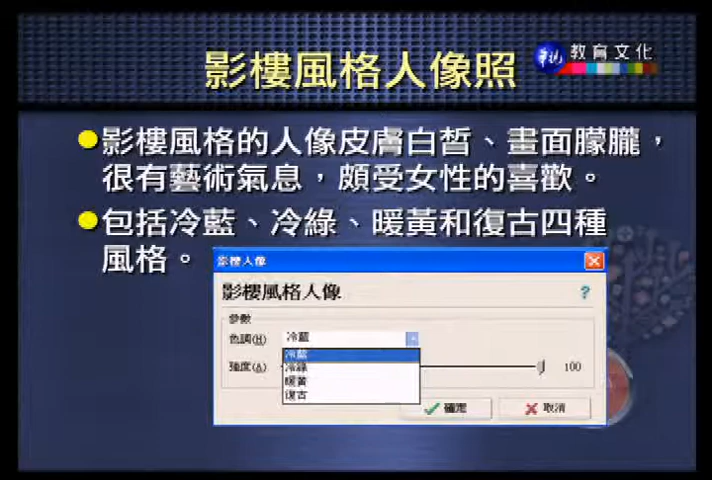 影樓風格人像照
華視 教育文化
影樓風格的人像皮膚白皙、畫面朦朧，
很有藝術氣息，頗受女性的喜歡。
包括冷藍、冷綠、暖黃和復古四種
風格。
影樓人像
影樓風格人像
?
參數
色調(H) 冷藍
冷藍
冷綠
暖黃
復古
強度(A) 100
確定 取消